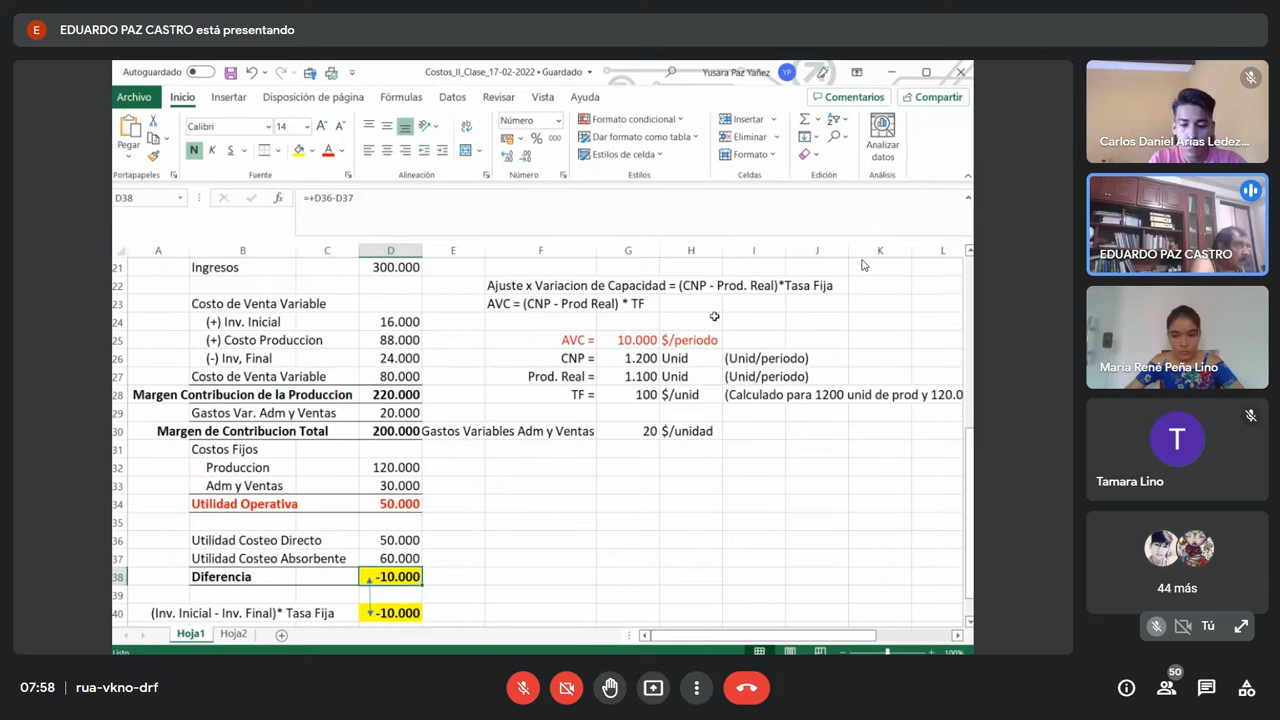 E EDUARDO PAZ CASTRO está presentando
Autoguardado Costos_II_Clase_17-02-2022 • Guardado Yusara Paz Yañez YP
Archivo Inicio Insertar Disposición de página Fórmulas Datos Revisar Vista Ayuda Comentarios Compartir
Pegar Calibri 14 N K S Número % 000 Formato condicional Dar formato como tabla Estilos de celda Insertar Eliminar Formato Analizar datos
Portapapeles Fuente Alineación Número Estilos Celdas Edición Análisis
D38 fx =+D36-D37
A B C D E F G H I J K L
21 Ingresos 300.000
22 Ajuste x Variacion de Capacidad = (CNP - Prod. Real)*Tasa Fija
23 Costo de Venta Variable AVC = (CNP - Prod Real) * TF
24 (+) Inv. Inicial 16.000
25 (+) Costo Produccion 88.000 AVC = 10.000 $/periodo
26 (-) Inv, Final 24.000 CNP = 1.200 Unid (Unid/periodo)
27 Costo de Venta Variable 80.000 Prod. Real = 1.100 Unid (Unid/periodo)
28 Margen Contribucion de la Produccion 220.000 TF = 100 $/unid (Calculado para 1200 unid de prod y 120.0
29 Gastos Var. Adm y Ventas 20.000
30 Margen de Contribucion Total 200.000 Gastos Variables Adm y Ventas 20 $/unidad
31 Costos Fijos
32 Produccion 120.000
33 Adm y Ventas 30.000
34 Utilidad Operativa 50.000
35
36 Utilidad Costeo Directo 50.000
37 Utilidad Costeo Absorbente 60.000
38 Diferencia -10.000
39
40 (Inv. Inicial - Inv. Final)* Tasa Fija -10.000
Hoja1 Hoja2
Listo 100%
Carlos Daniel Arias Ledez...
EDUARDO PAZ CASTRO
María René Peña Lino
T
Tamara Lino
44 más
Tú
07:58 | rua-vkno-drf
50